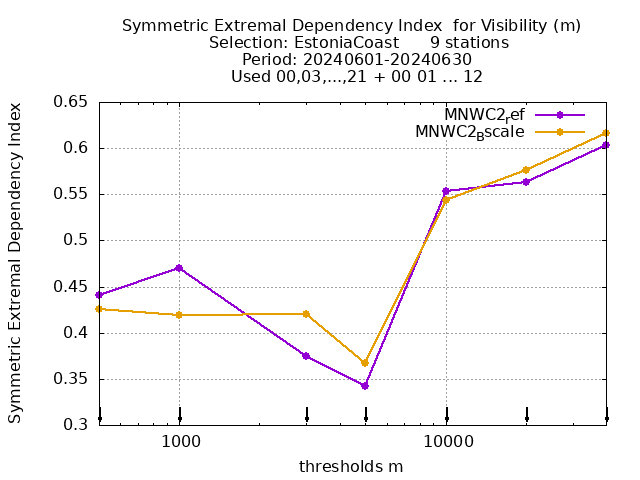 Symmetric Extremal Dependency Index  for Visibility (m)
Selection: EstoniaCoast      9 stations
Period: 20240601-20240630
Used 00,03,...,21 + 00 01 ... 12
MNWC2ref
MNWC2Bscale
Symmetric Extremal Dependency Index
0.65
0.6
0.55
0.5
0.45
0.4
0.35
0.3
1000 10000
thresholds m